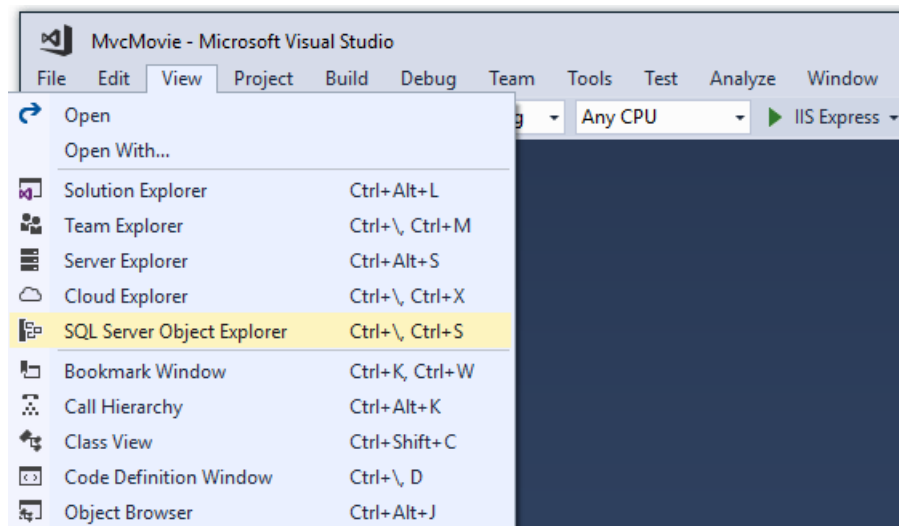 MvcMovie - Microsoft Visual Studio
File Edit View Project Build Debug Team Tools Test Analyze Window
Any CPU IIS Express
Open
Open With...
Solution Explorer Ctrl+Alt+L
Team Explorer Ctrl+\, Ctrl+M
Server Explorer Ctrl+Alt+S
Cloud Explorer Ctrl+\, Ctrl+X
SQL Server Object Explorer Ctrl+\, Ctrl+S
Bookmark Window Ctrl+K, Ctrl+W
Call Hierarchy Ctrl+Alt+K
Class View Ctrl+Shift+C
Code Definition Window Ctrl+\, D
Object Browser Ctrl+Alt+J